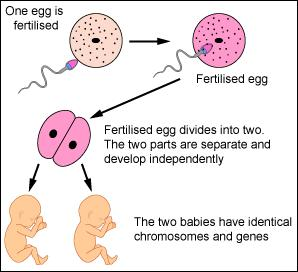 One egg is
fertilised
Fertilised egg
Fertilised egg divides into two.
The two parts are separate and
develop independently
The two babies have identical
chromosomes and genes